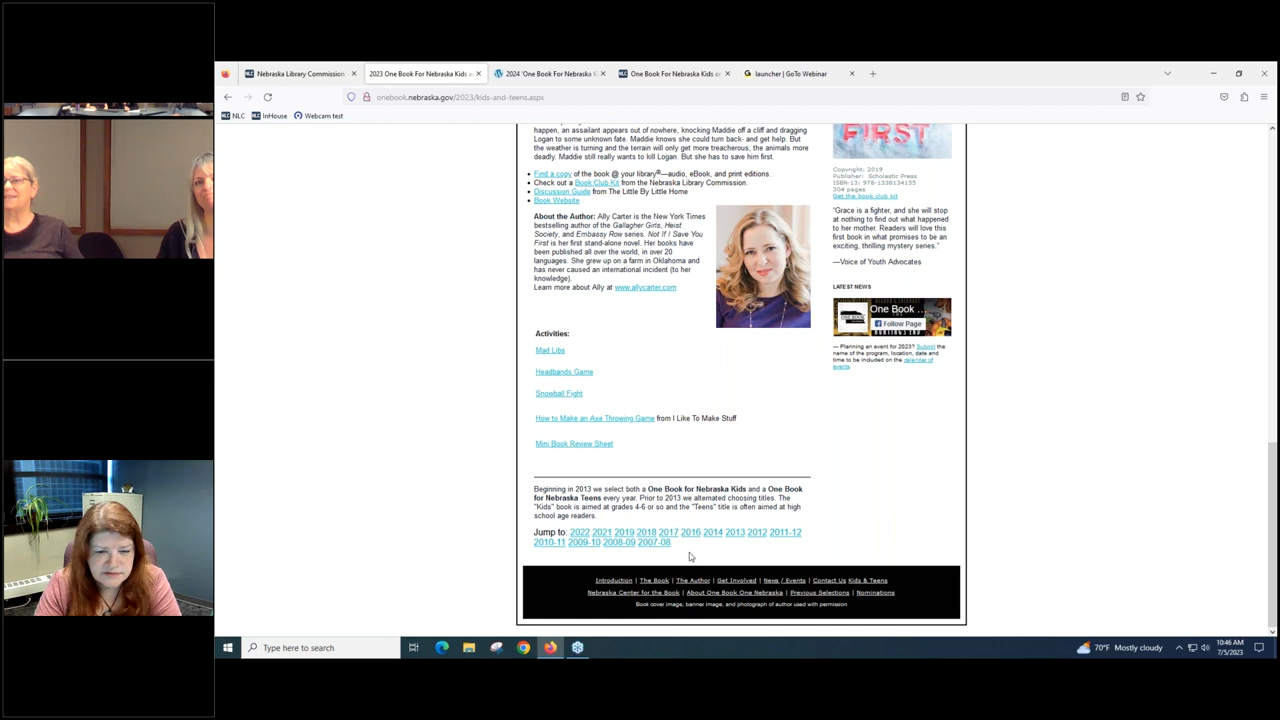 Nebraska Library Commission -
2023 One Book For Nebraska Kids a
2024 'One Book For Nebraska K
One Book For Nebraska Kids or
launcher | GoTo Webinar
onebook.nebraska.gov/2023/kids-and-teens.aspx
NLC InHouse Webcam test
happen, an assailant appears out of nowhere, knocking Maddie off a cliff and dragging
Logan to some unknown fate. Maddie knows she could turn back- and get help. But
the weather is turning and the terrain will only get more treacherous, the animals more
deadly. Maddie still really wants to kill Logan. But she has to save him first.
• Find a copy of the book @ your library®—audio, eBook, and print editions.
• Check out a Book Club Kit from the Nebraska Library Commission.
• Discussion Guide from The Little By Little Home
• Book Website
About the Author: Ally Carter is the New York Times
bestselling author of the Gallagher Girls, Heist
Society, and Embassy Row series. Not If I Save You
First is her first stand-alone novel. Her books have
been published all over the world, in over 20
languages. She grew up on a farm in Oklahoma and
has never caused an international incident (to her
knowledge).
Learn more about Ally at www.allycarter.com
Activities:
Mad Libs
Headbands Game
Snowball Fight
How to Make an Axe Throwing Game from I Like To Make Stuff
Mini Book Review Sheet
Beginning in 2013 we select both a One Book for Nebraska Kids and a One Book
for Nebraska Teens every year. Prior to 2013 we alternated choosing titles. The
"Kids" book is aimed at grades 4-6 or so and the "Teens" title is often aimed at high
school age readers.
Jump to: 2022 2021 2019 2018 2017 2016 2014 2013 2012 2011-12
2010-11 2009-10 2008-09 2007-08
FIRST
Copyright: 2019
Publisher: Scholastic Press
ISBN-13: 978-1338134155
304 pages
Get the book club kit
"Grace is a fighter, and she will stop
at nothing to find out what happened
to her mother. Readers will love this
first book in what promises to be an
exciting, thrilling mystery series."
—Voice of Youth Advocates
LATEST NEWS
One Book ...
Follow Page
— Planning an event for 2023? Submit the
name of the program, location, date and
time to be included on the calendar of
events.
Introduction | The Book | The Author | Get Involved | News / Events | Contact Us Kids & Teens
Nebraska Center for the Book | About One Book One Nebraska | Previous Selections | Nominations
Book cover image, banner image, and photograph of author used with permission
Type here to search
70°F Mostly cloudy
10:46 AM
7/5/2023